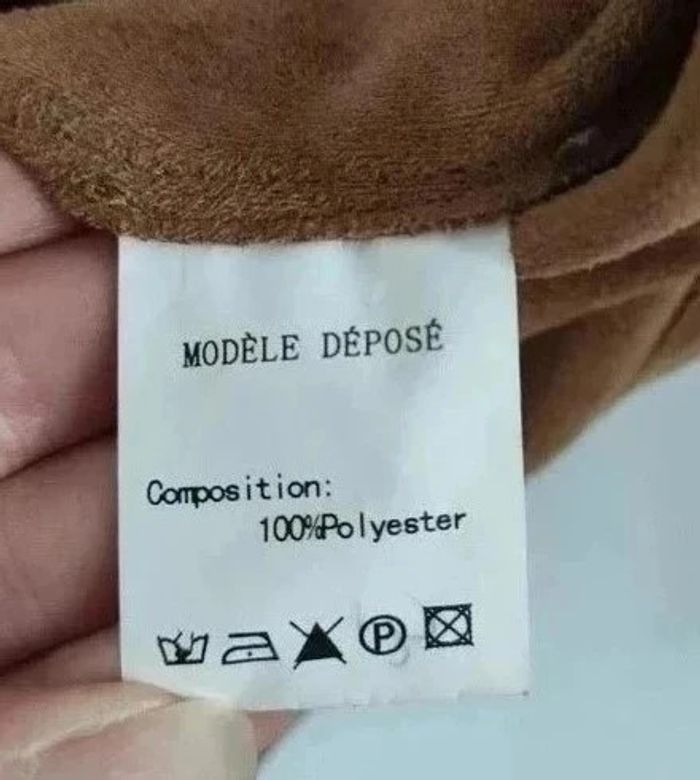 MODÈLE DÉPOSÉ
Composition:
100%Polyester
P